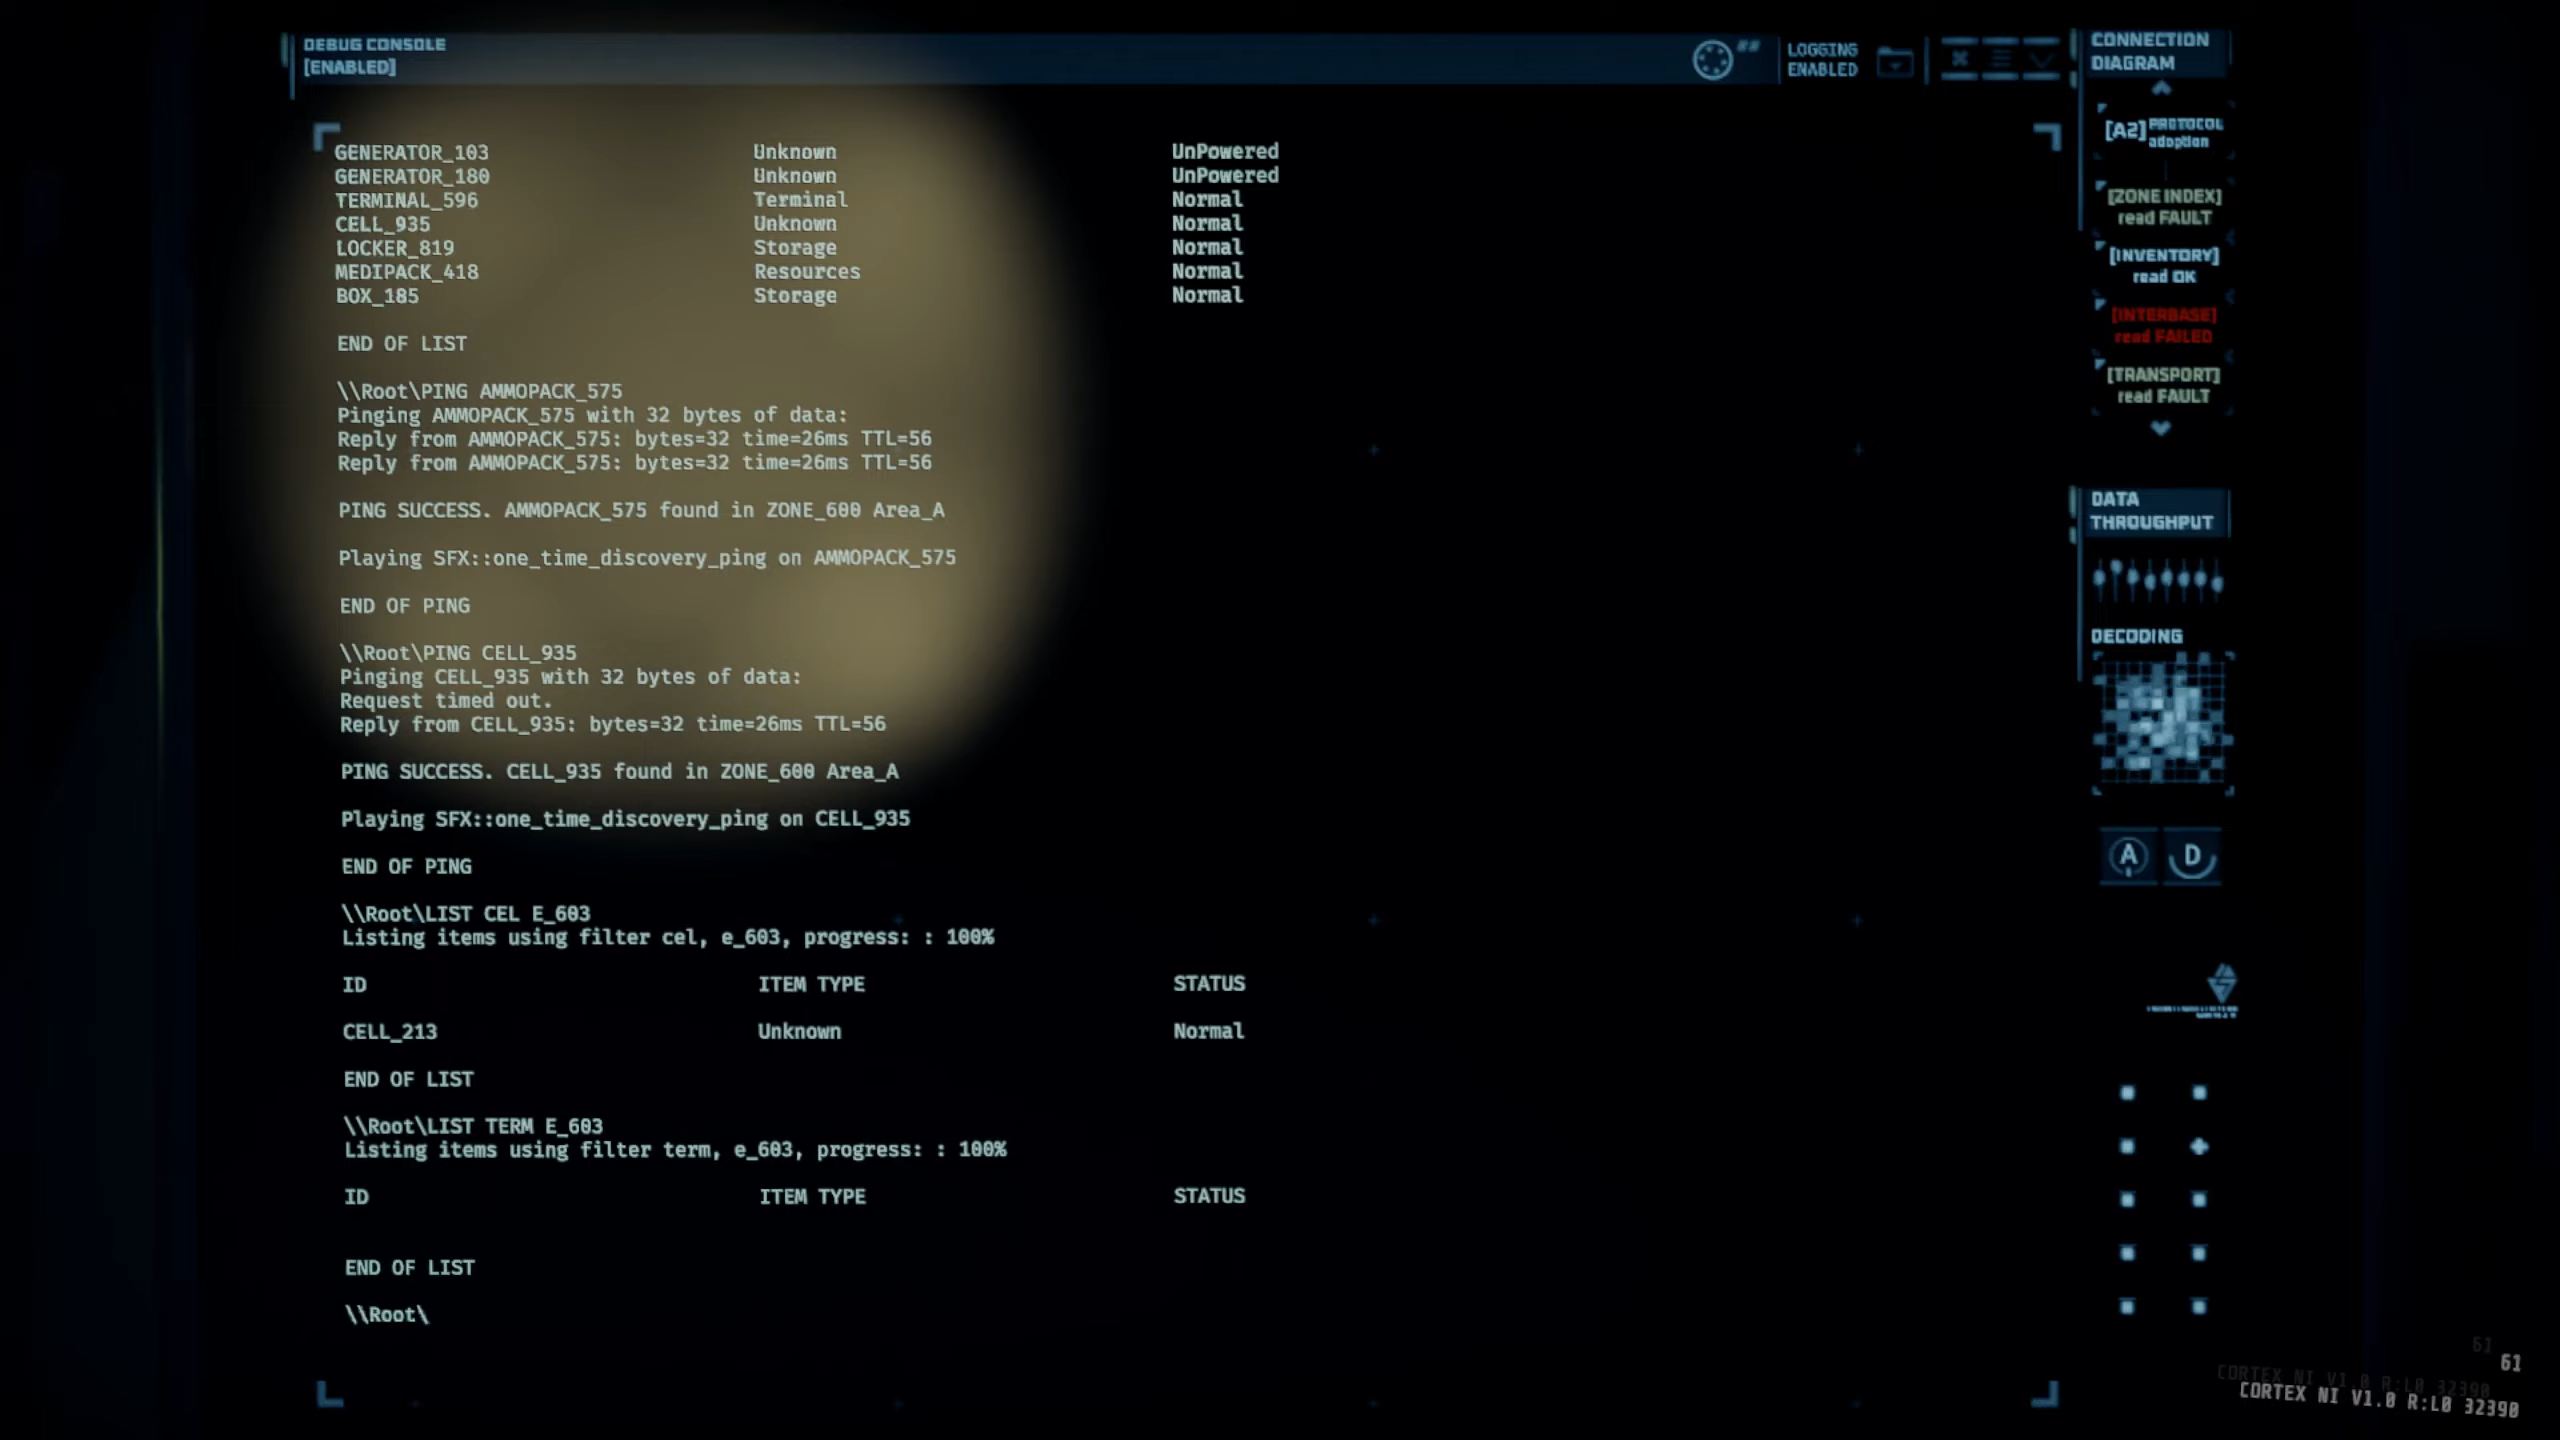 DEBUG CONSOLE
[ENABLED]
LOGGING
ENABLED
GENERATOR_103 Unknown UnPowered
GENERATOR_180 Unknown UnPowered
TERMINAL_596 Terminal Normal
CELL_935 Unknown Normal
LOCKER_819 Storage Normal
MEDIPACK_418 Resources Normal
BOX_185 Storage Normal
END OF LIST
\\Root\PING AMMOPACK_575
Pinging AMMOPACK_575 with 32 bytes of data:
Reply from AMMOPACK_575: bytes=32 time=26ms TTL=56
Reply from AMMOPACK_575: bytes=32 time=26ms TTL=56
PING SUCCESS. AMMOPACK_575 found in ZONE_600 Area_A
Playing SFX::one_time_discovery_ping on AMMOPACK_575
END OF PING
\\Root\PING CELL_935
Pinging CELL_935 with 32 bytes of data:
Request timed out.
Reply from CELL_935: bytes=32 time=26ms TTL=56
PING SUCCESS. CELL_935 found in ZONE_600 Area_A
Playing SFX::one_time_discovery_ping on CELL_935
END OF PING
\\Root\LIST CEL E_603
Listing items using filter cel, e_603, progress: : 100%
ID ITEM TYPE STATUS
CELL_213 Unknown Normal
END OF LIST
\\Root\LIST TERM E_603
Listing items using filter term, e_603, progress: : 100%
ID ITEM TYPE STATUS
END OF LIST
\\Root\
CONNECTION
DIAGRAM
[A2] PROTOCOL
adoption
[ZONE INDEX]
read FAULT
[INVENTORY]
read OK
[INTERBASE]
read FAILED
[TRANSPORT]
read FAULT
DATA
THROUGHPUT
DECODING
A D
61
61
CORTEX NI V1.0 R:L0 32390
CORTEX NI V1.0 R:L0 32390